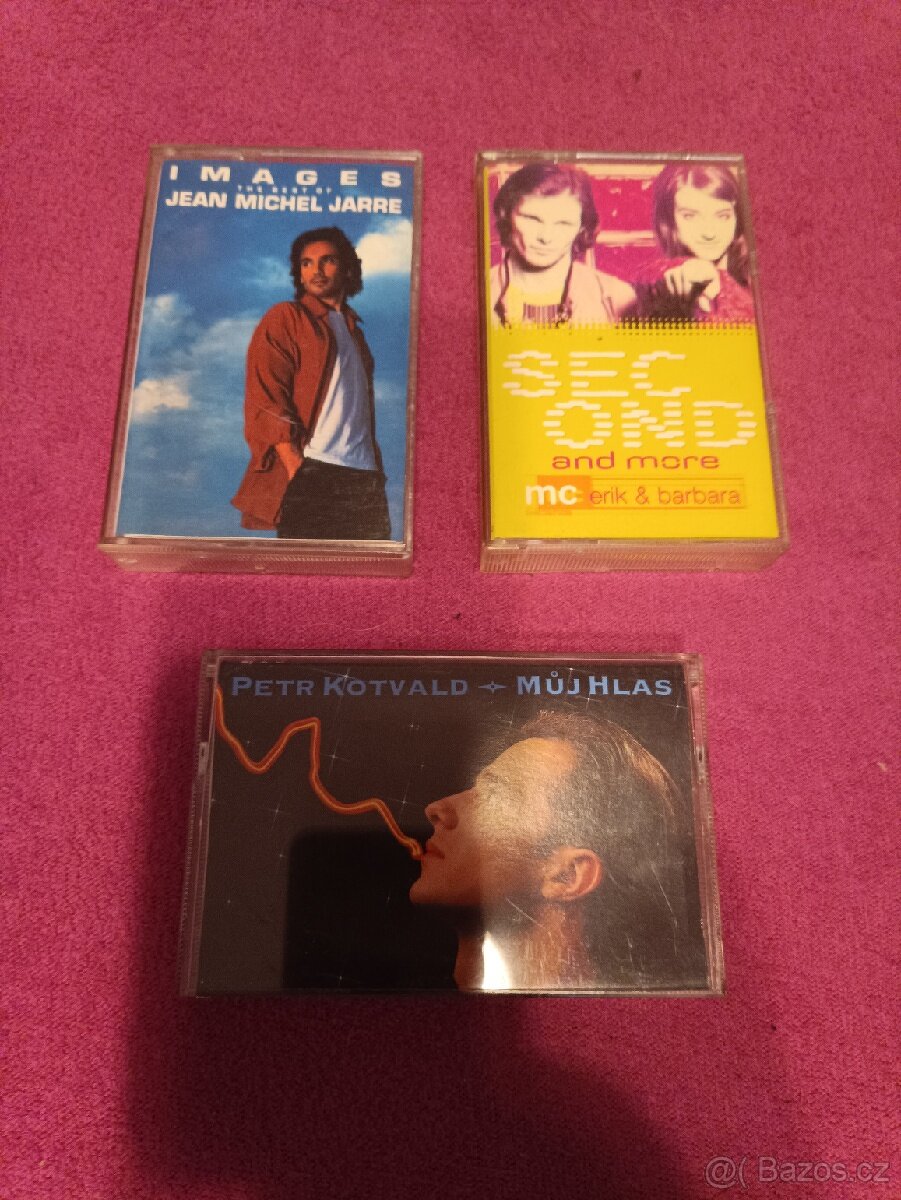 IMAGES
THE BEST OF
JEAN MICHEL JARRE
SEC
OND
and more
mc erik & barbara
PETR KOTVALD ✧ MŮJ HLAS
@( Bazos.cz